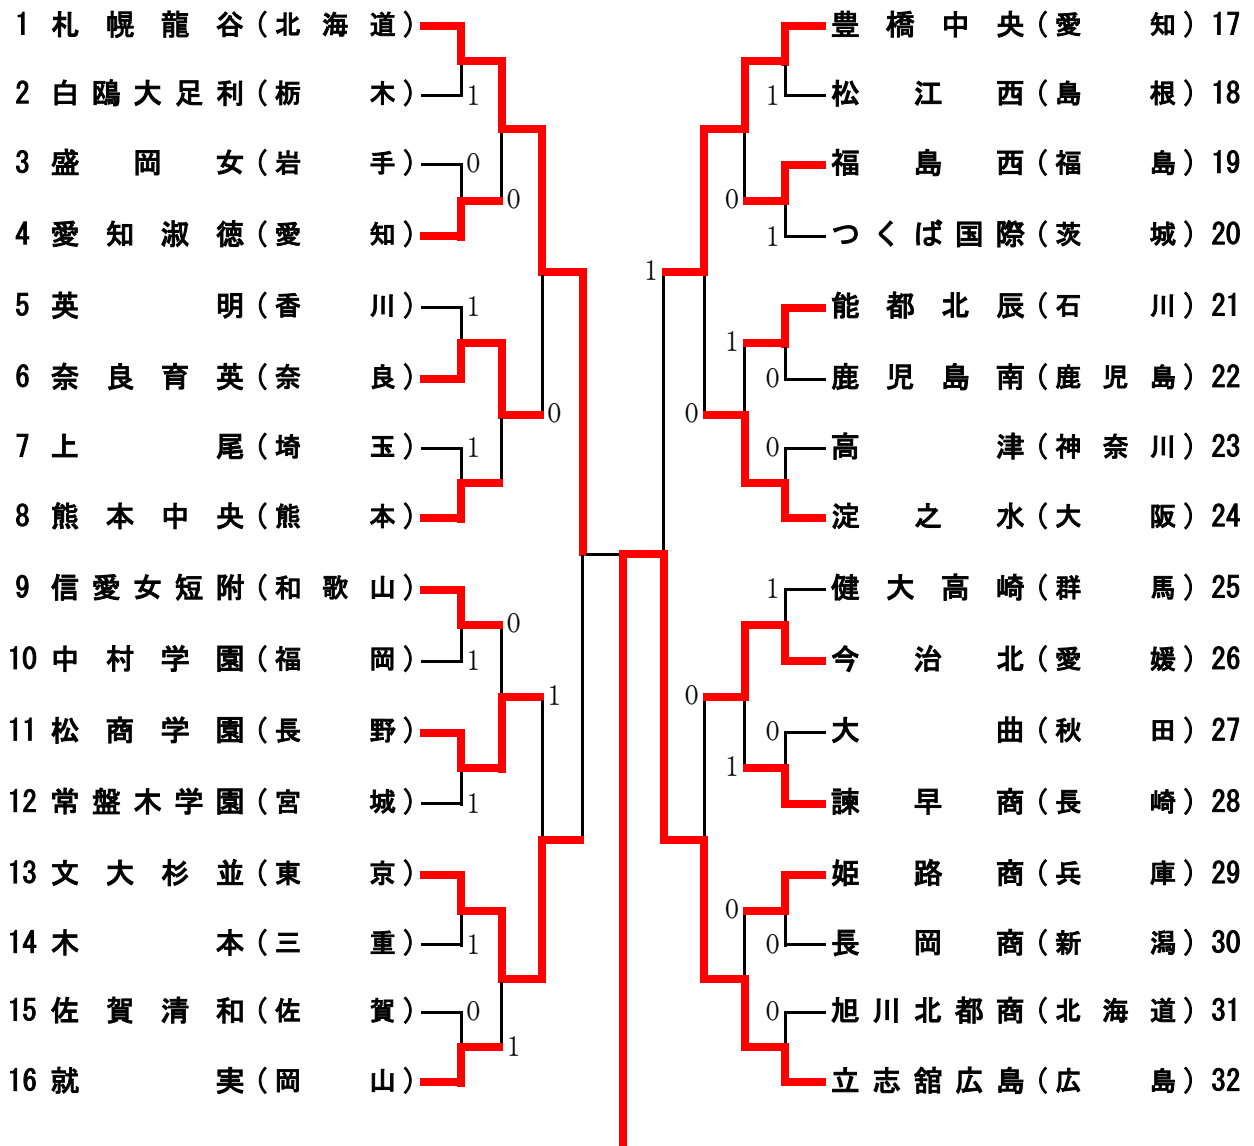 1 札幌龍谷(北海道) 豊橋中央(愛知) 17
2 白鴎大足利(栃木) 1 1 松江西(島根) 18
3 盛岡女(岩手) 0 福島西(福島) 19
0 0
4 愛知淑徳(愛知) 1 つくば国際(茨城) 20
1
5 英明(香川) 1 能都北辰(石川) 21
1
6 奈良育英(奈良) 0 鹿児島南(鹿児島) 22
0 0
7 上尾(埼玉) 1 0 高津(神奈川) 23
8 熊本中央(熊本) 淀之水(大阪) 24
9 信愛女短附(和歌山) 1 健大高崎(群馬) 25
0
10 中村学園(福岡) 1 今治北(愛媛) 26
1 0
11 松商学園(長野) 0 大曲(秋田) 27
1
12 常盤木学園(宮城) 1 諫早商(長崎) 28
13 文大杉並(東京) 姫路商(兵庫) 29
0
14 木本(三重) 1 0 長岡商(新潟) 30
15 佐賀清和(佐賀) 0 0 旭川北都商(北海道) 31
1
16 就実(岡山) 立志舘広島(広島) 32